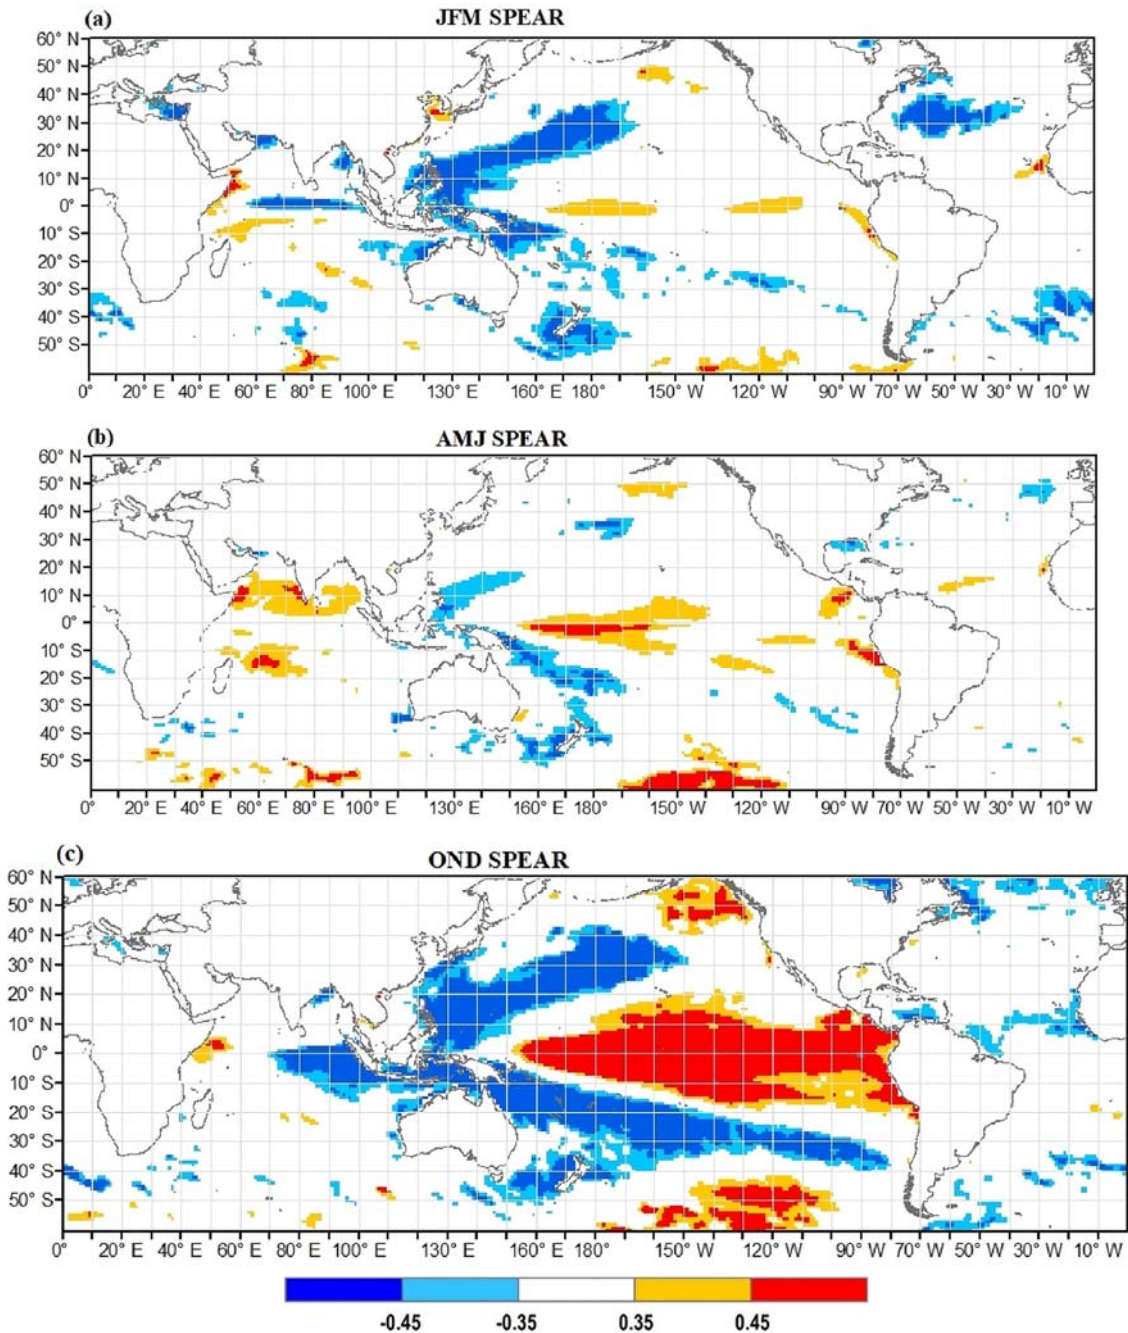 (a) JFM SPEAR
60° N
50° N
40° N
30° N
20° N
10° N
0°
10° S
20° S
30° S
40° S
50° S
0° 20° E 40° E 60° E 80° E 100° E 130° E 160° E 180° 150° W 120° W 90° W 70° W 50° W 30° W 10° W
(b) AMJ SPEAR
60° N
50° N
40° N
30° N
20° N
10° N
0°
10° S
20° S
30° S
40° S
50° S
0° 20° E 40° E 60° E 80° E 100° E 130° E 160° E 180° 150° W 120° W 90° W 70° W 50° W 30° W 10° W
(c) OND SPEAR
60° N
50° N
40° N
30° N
20° N
10° N
0°
10° S
20° S
30° S
40° S
50° S
0° 20° E 40° E 60° E 80° E 100° E 130° E 160° E 180° 150° W 120° W 90° W 70° W 50° W 30° W 10° W
-0.45 -0.35 0.35 0.45